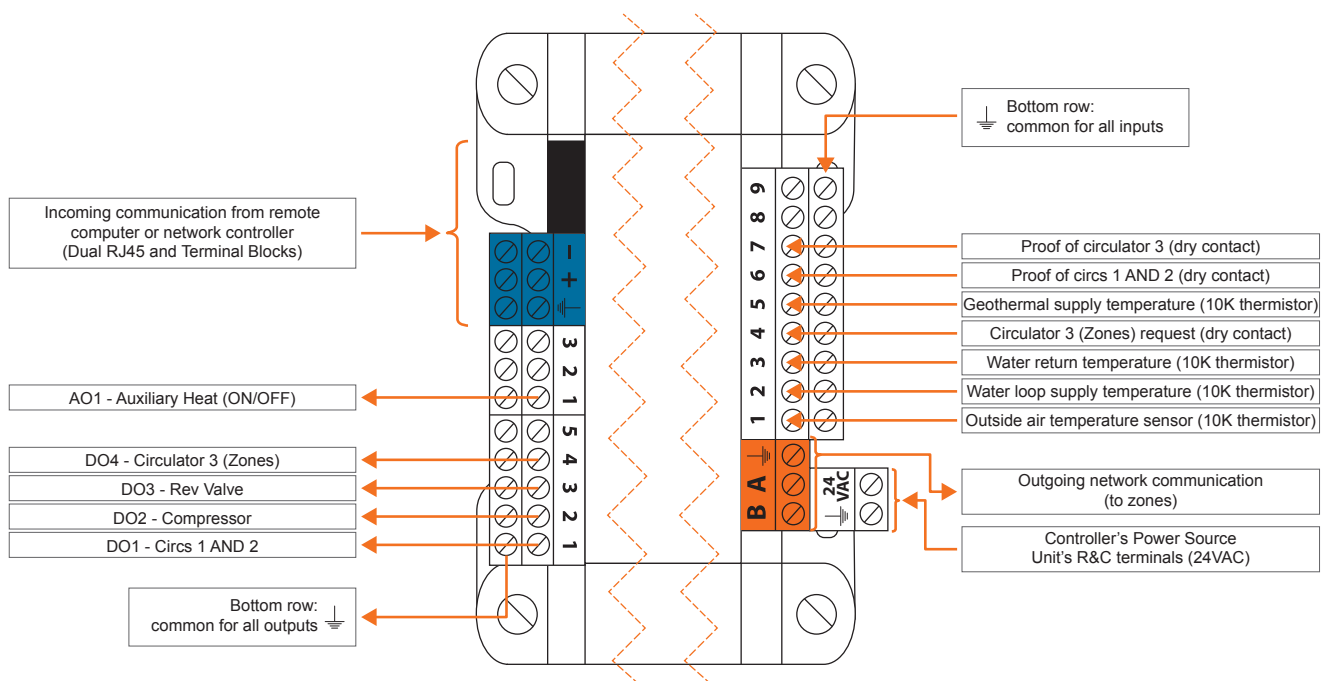 Bottom row:
common for all inputs
Incoming communication from remote
computer or network controller
(Dual RJ45 and Terminal Blocks)
AO1 - Auxiliary Heat (ON/OFF)
DO4 - Circulator 3 (Zones)
DO3 - Rev Valve
DO2 - Compressor
DO1 - Circs 1 AND 2
Bottom row:
common for all outputs
–
+
3
2
1
5
4
3
2
1
9
8
7
6
5
4
3
2
1
A
B
24
VAC
Proof of circulator 3 (dry contact)
Proof of circs 1 AND 2 (dry contact)
Geothermal supply temperature (10K thermistor)
Circulator 3 (Zones) request (dry contact)
Water return temperature (10K thermistor)
Water loop supply temperature (10K thermistor)
Outside air temperature sensor (10K thermistor)
Outgoing network communication
(to zones)
Controller's Power Source
Unit's R&C terminals (24VAC)